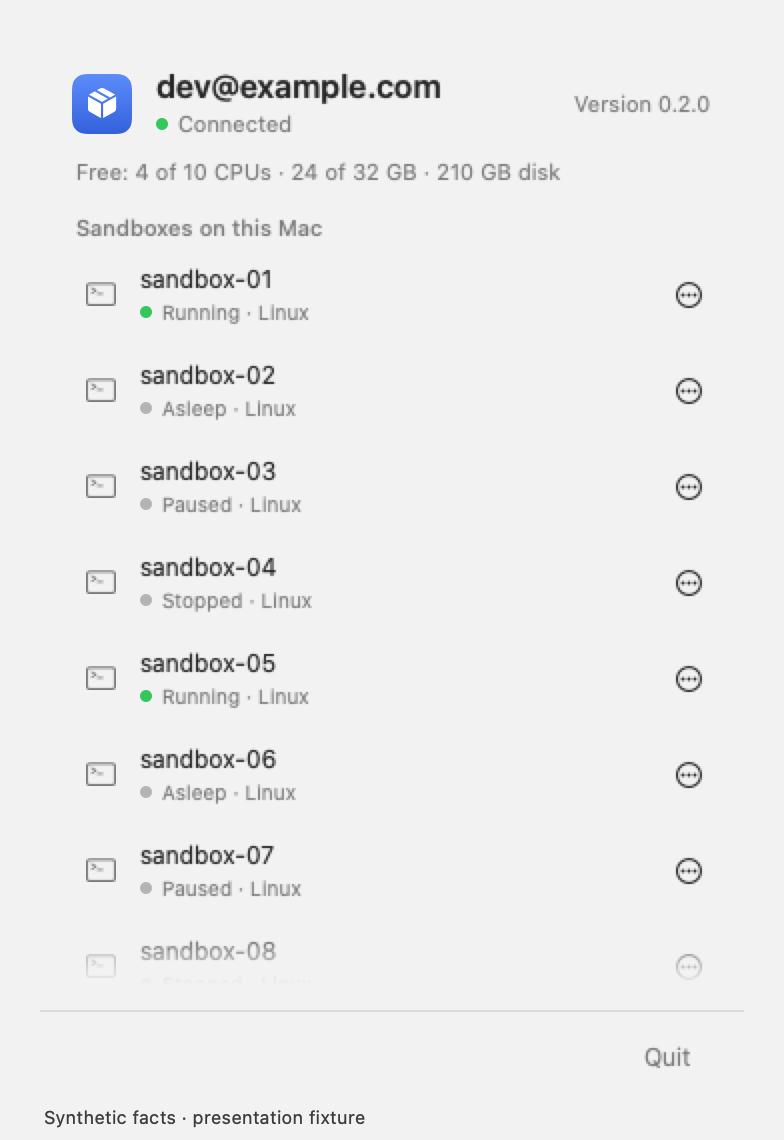 dev@example.com
Connected
Version 0.2.0
Free: 4 of 10 CPUs · 24 of 32 GB · 210 GB disk
Sandboxes on this Mac
sandbox-01
Running · Linux
sandbox-02
Asleep · Linux
sandbox-03
Paused · Linux
sandbox-04
Stopped · Linux
sandbox-05
Running · Linux
sandbox-06
Asleep · Linux
sandbox-07
Paused · Linux
sandbox-08
Quit
Synthetic facts · presentation fixture